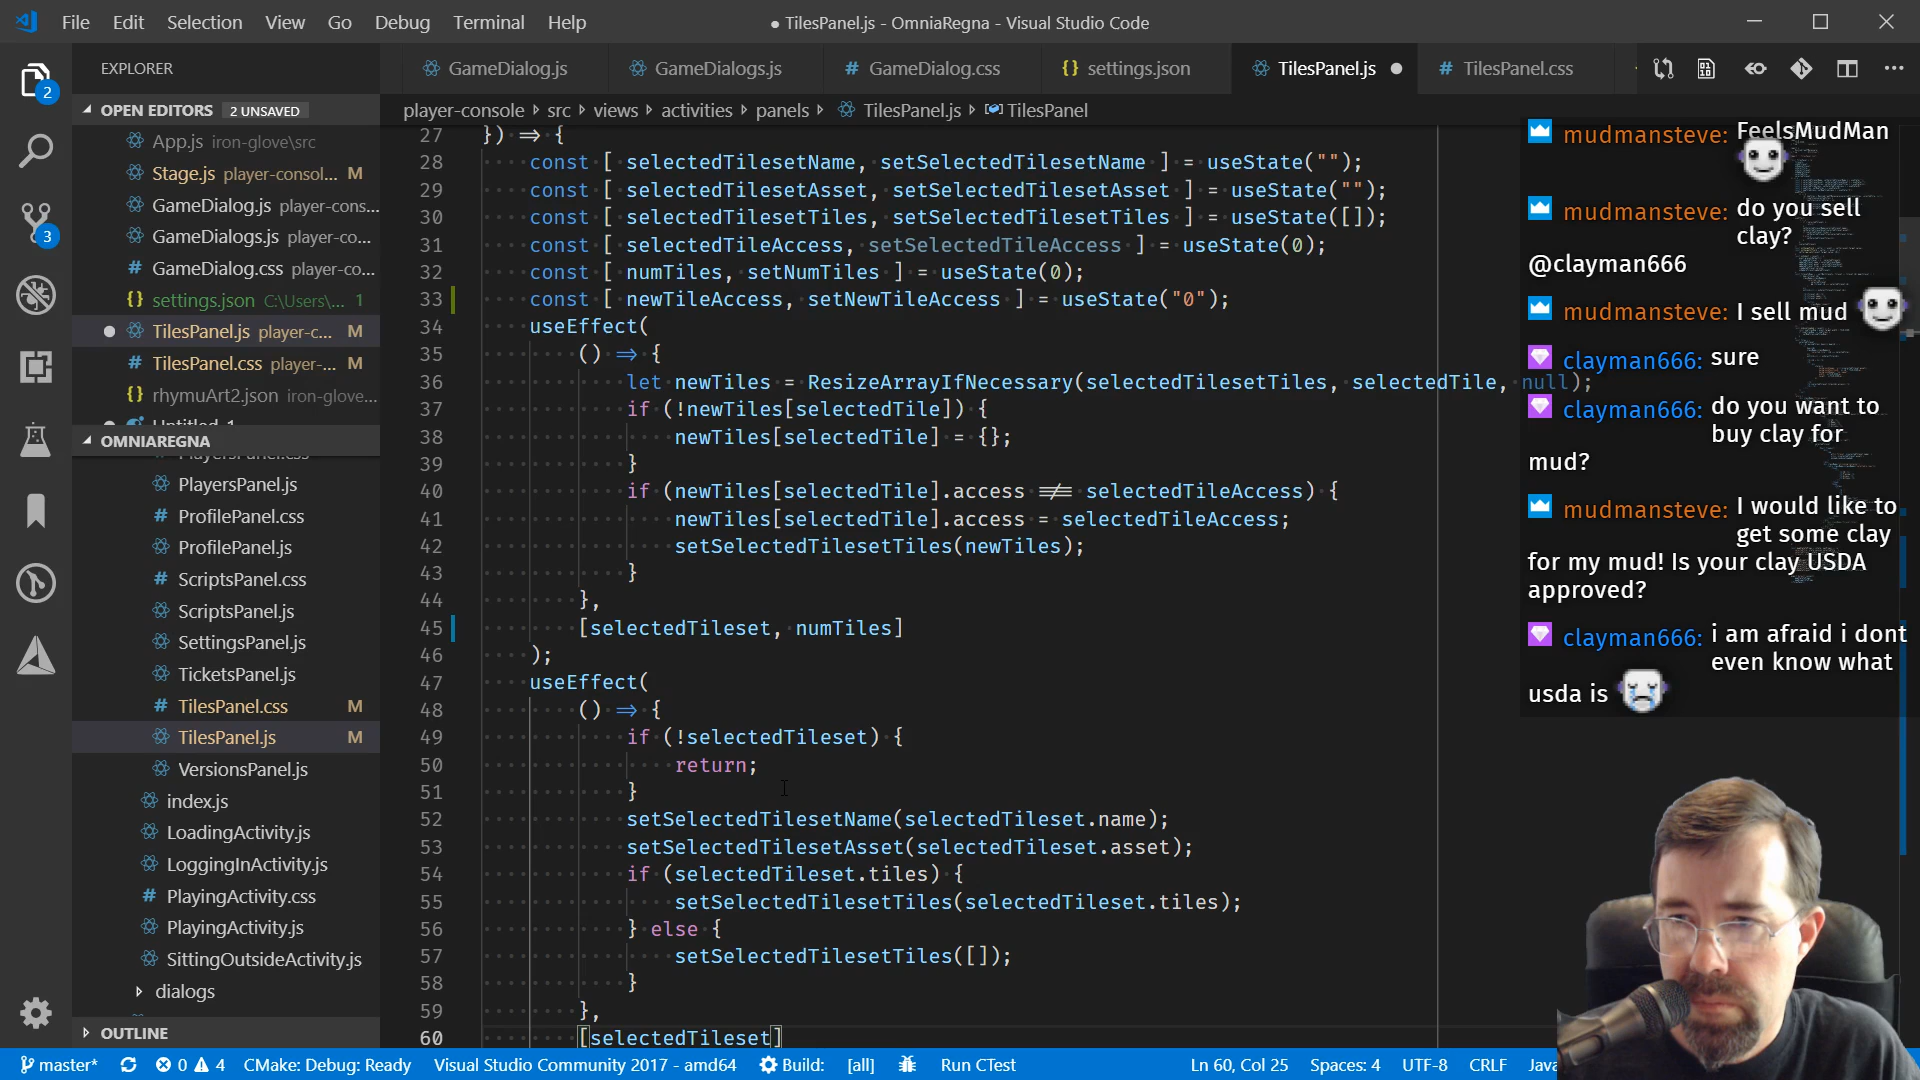 File Edit Selection View Go Debug Terminal Help
● TilesPanel.js - OmniaRegna - Visual Studio Code
EXPLORER
GameDialog.js GameDialogs.js # GameDialog.css {} settings.json TilesPanel.js ● # TilesPanel.css
OPEN EDITORS 2 UNSAVED
player-console › src › views › activities › panels › TilesPanel.js › TilesPanel
2
3
App.js iron-glove\src
Stage.js player-consol... M
GameDialog.js player-cons...
GameDialogs.js player-co...
# GameDialog.css player-co...
{} settings.json C:\Users\... 1
● TilesPanel.js player-c... M
# TilesPanel.css player-... M
{} rhymuArt2.json iron-glove...
OMNIAREGNA
PlayersPanel.js
# ProfilePanel.css
ProfilePanel.js
# ScriptsPanel.css
ScriptsPanel.js
SettingsPanel.js
TicketsPanel.js
# TilesPanel.css M
TilesPanel.js M
VersionsPanel.js
index.js
LoadingActivity.js
LoggingInActivity.js
# PlayingActivity.css
PlayingActivity.js
SittingOutsideActivity.js
dialogs
OUTLINE
27 }) => {
28 const [ selectedTilesetName, setSelectedTilesetName ] = useState("");
29 const [ selectedTilesetAsset, setSelectedTilesetAsset ] = useState("");
30 const [ selectedTilesetTiles, setSelectedTilesetTiles ] = useState([]);
31 const [ selectedTileAccess, setSelectedTileAccess ] = useState(0);
32 const [ numTiles, setNumTiles ] = useState(0);
33 const [ newTileAccess, setNewTileAccess ] = useState("0");
34 useEffect(
35 () => {
36 let newTiles = ResizeArrayIfNecessary(selectedTilesetTiles, selectedTile, null);
37 if (!newTiles[selectedTile]) {
38 newTiles[selectedTile] = {};
39 }
40 if (newTiles[selectedTile].access !== selectedTileAccess) {
41 newTiles[selectedTile].access = selectedTileAccess;
42 setSelectedTilesetTiles(newTiles);
43 }
44 },
45 [selectedTileset, numTiles]
46 );
47 useEffect(
48 () => {
49 if (!selectedTileset) {
50 return;
51 }
52 setSelectedTilesetName(selectedTileset.name);
53 setSelectedTilesetAsset(selectedTileset.asset);
54 if (selectedTileset.tiles) {
55 setSelectedTilesetTiles(selectedTileset.tiles);
56 } else {
57 setSelectedTilesetTiles([]);
58 }
59 },
60 [selectedTileset]
mudmansteve: FeelsMudMan
mudmansteve: do you sell
clay?
@clayman666
mudmansteve: I sell mud
clayman666: sure
clayman666: do you want to
buy clay for
mud?
mudmansteve: I would like to
get some clay
for my mud! Is your clay USDA
approved?
clayman666: i am afraid i dont
even know what
usda is
master* 0 4 CMake: Debug: Ready Visual Studio Community 2017 - amd64 Build: [all] Run CTest Ln 60, Col 25 Spaces: 4 UTF-8 CRLF